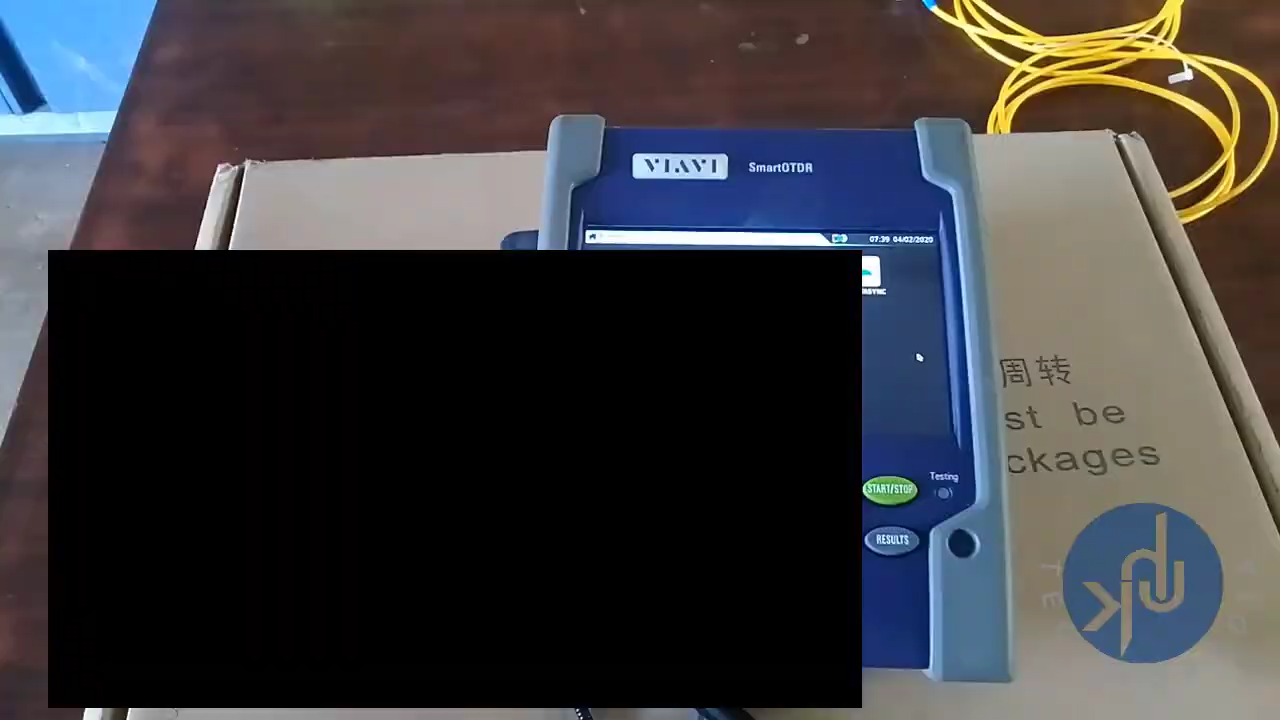 VIAVI SmartOTDR
07:39 04/02/2020
周转
st be
ckages
Testing
START/STOP
RESULTS